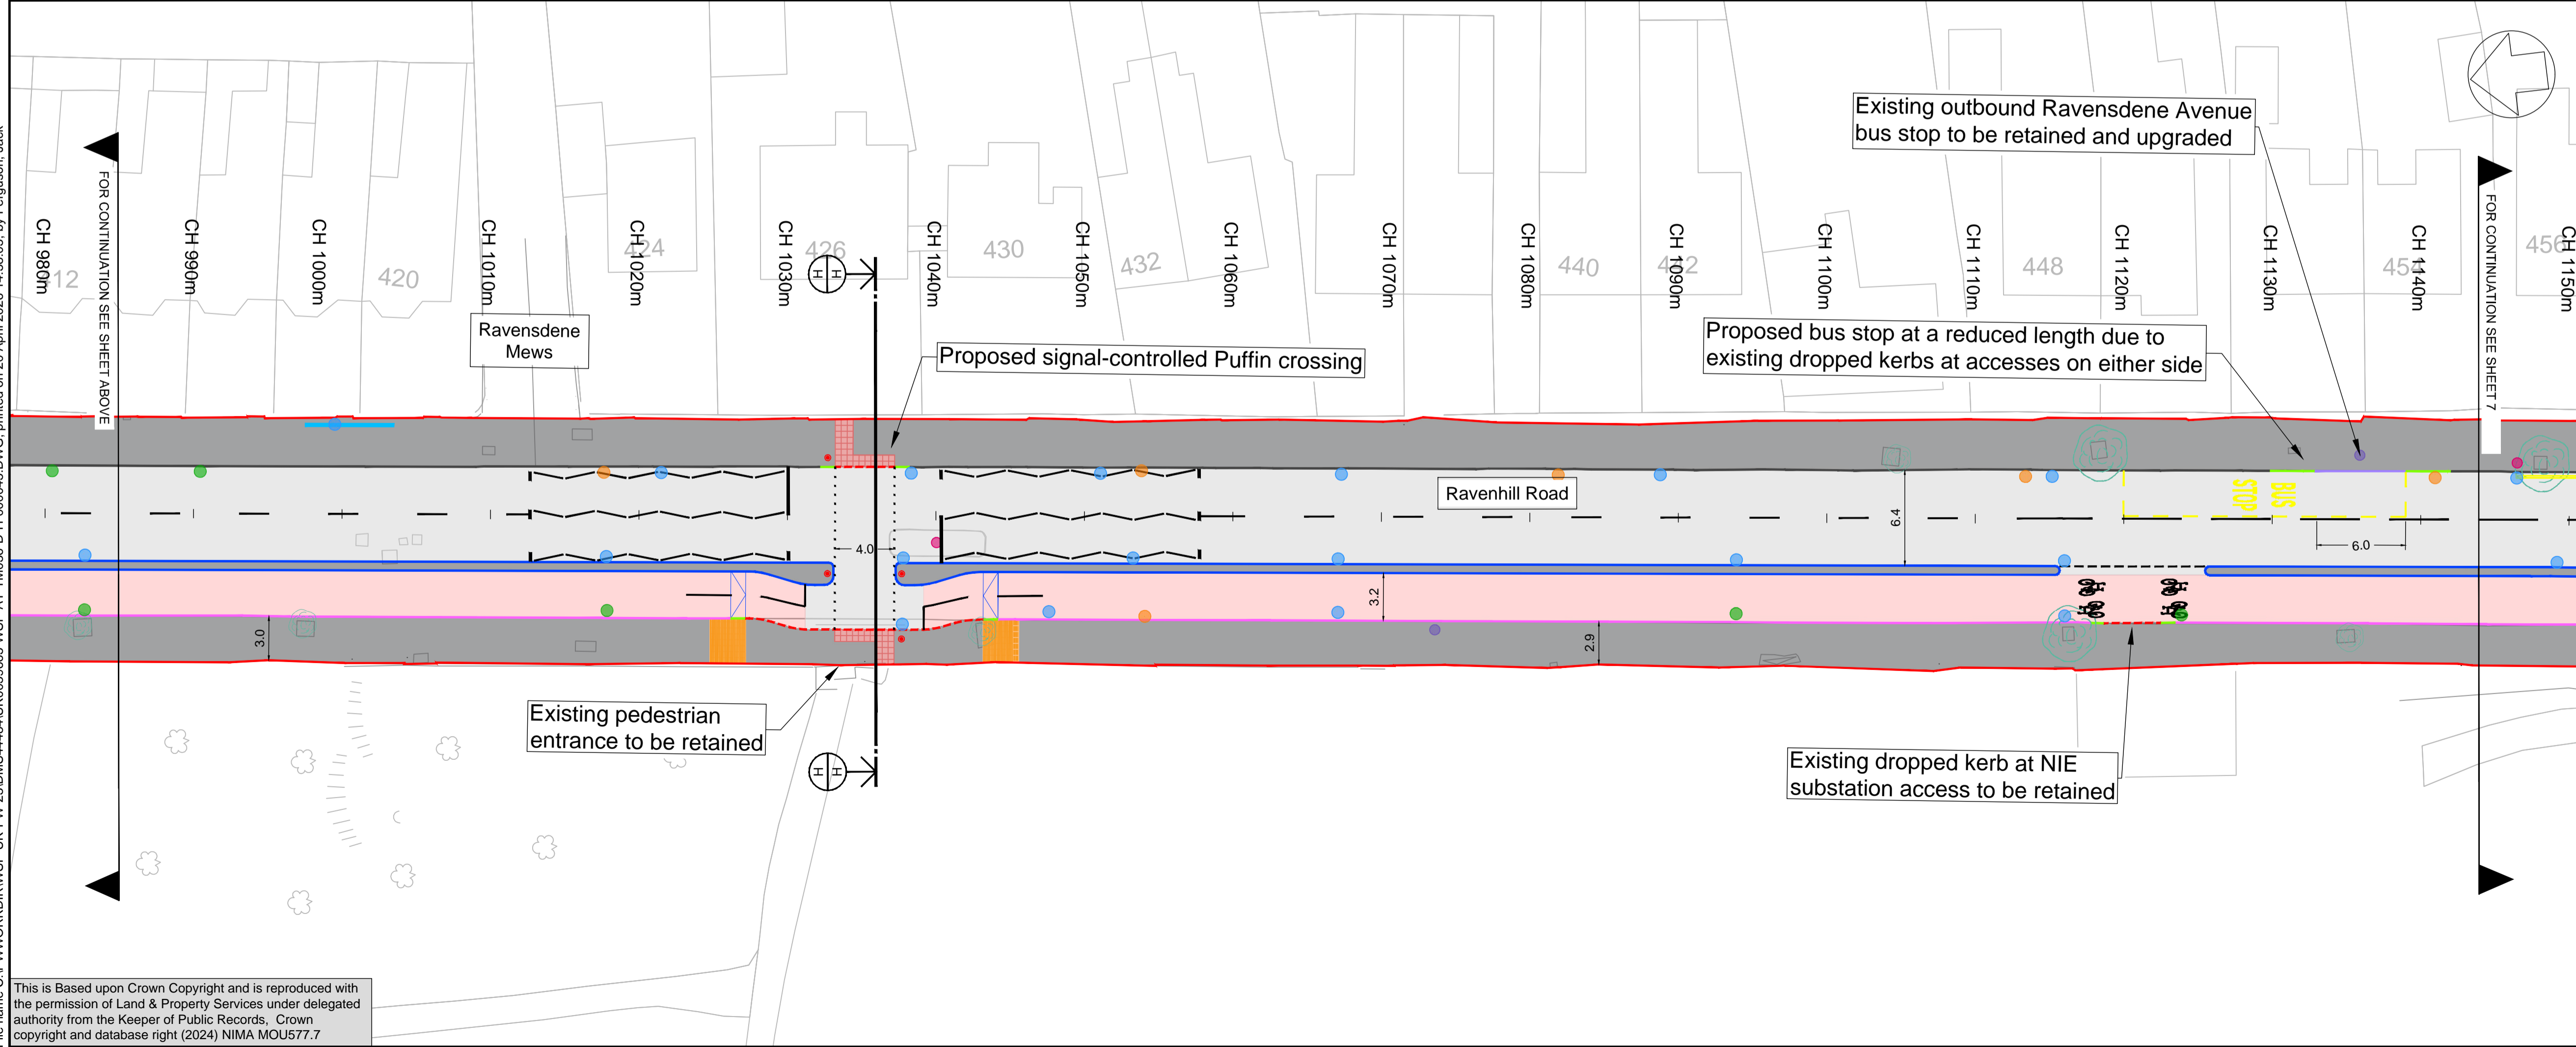 Existing outbound Ravensdene Avenue
bus stop to be retained and upgraded
FOR CONTINUATION SEE SHEET ABOVE
FOR CONTINUATION SEE SHEET 7
CH 980m
CH 990m
CH 1000m
CH 1010m
CH 1020m
CH 1030m
CH 1040m
CH 1050m
CH 1060m
CH 1070m
CH 1080m
CH 1090m
CH 1100m
CH 1110m
CH 1120m
CH 1130m
CH 1140m
CH 1150m
412
420
424
426
430
432
440
442
448
454
456
H H
Ravensdene
Mews
Proposed signal-controlled Puffin crossing
Proposed bus stop at a reduced length due to
existing dropped kerbs at accesses on either side
Ravenhill Road
BUS
STOP
6.4
4.0
6.0
3.2
3.0
2.9
Existing pedestrian
entrance to be retained
H H
Existing dropped kerb at NIE
substation access to be retained
This is Based upon Crown Copyright and is reproduced with
the permission of Land & Property Services under delegated
authority from the Keeper of Public Records, Crown
copyright and database right (2024) NIMA MOU577.7